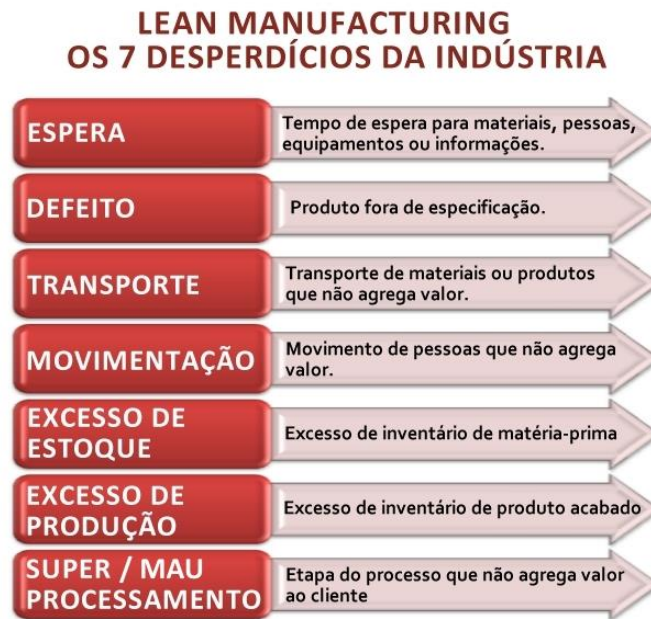 LEAN MANUFACTURING
OS 7 DESPERDÍCIOS DA INDÚSTRIA
ESPERA
Tempo de espera para materiais, pessoas,
equipamentos ou informações.
DEFEITO
Produto fora de especificação.
TRANSPORTE
Transporte de materiais ou produtos
que não agrega valor.
MOVIMENTAÇÃO
Movimento de pessoas que não agrega
valor.
EXCESSO DE
ESTOQUE
Excesso de inventário de matéria-prima
EXCESSO DE
PRODUÇÃO
Excesso de inventário de produto acabado
SUPER / MAU
PROCESSAMENTO
Etapa do processo que não agrega valor
ao cliente